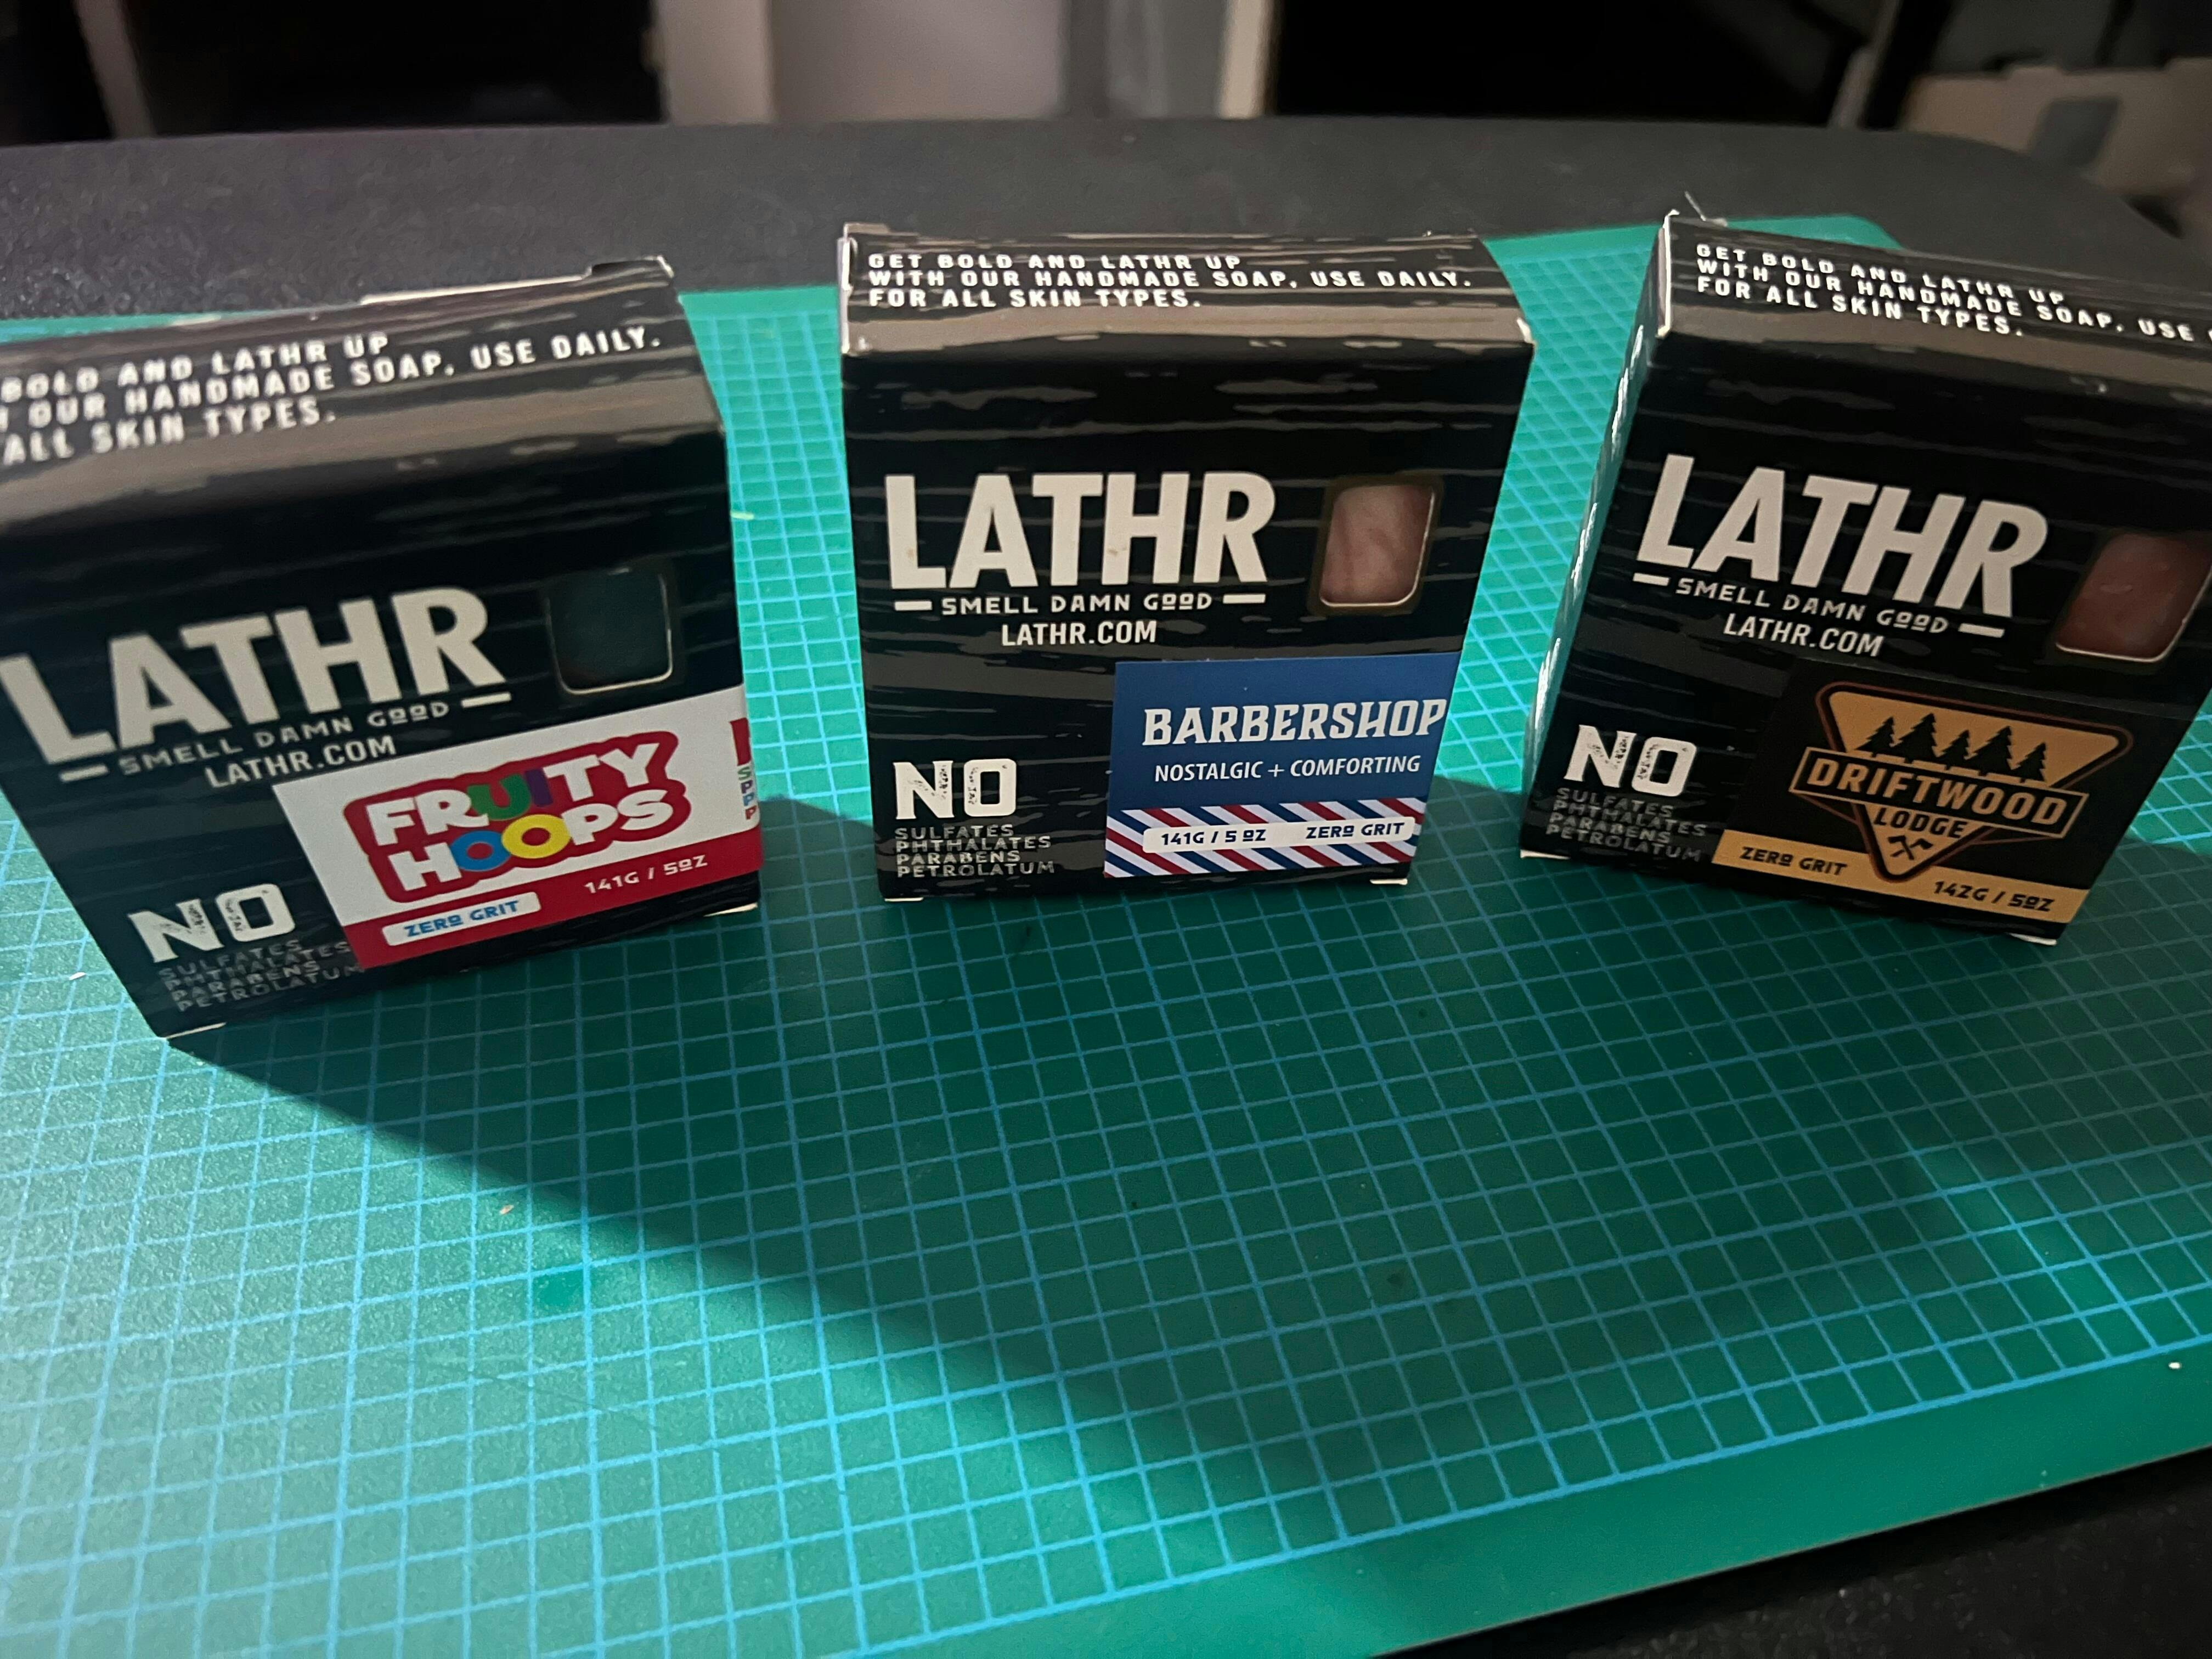 BOLD AND LATHR UP
OUR HANDMADE SOAP, USE DAILY.
ALL SKIN TYPES.
LATHR
SMELL DAMN GOOD
LATHR.COM
FRUITY
HOOPS
ZERO GRIT
141G / 5OZ
NO
SULFATES
PHTHALATES
PARABENS
PETROLATUM
GET BOLD AND LATHR UP
WITH OUR HANDMADE SOAP, USE DAILY.
FOR ALL SKIN TYPES.
LATHR
SMELL DAMN GOOD
LATHR.COM
BARBERSHOP
NOSTALGIC + COMFORTING
141G / 5 OZ ZERO GRIT
NO
SULFATES
PHTHALATES
PARABENS
PETROLATUM
GET BOLD AND LATHR UP
WITH OUR HANDMADE SOAP, USE
FOR ALL SKIN TYPES.
LATHR
SMELL DAMN GOOD
LATHR.COM
DRIFTWOOD
LODGE
ZERO GRIT
142G / 5OZ
NO
SULFATES
PHTHALATES
PARABENS
PETROLATUM